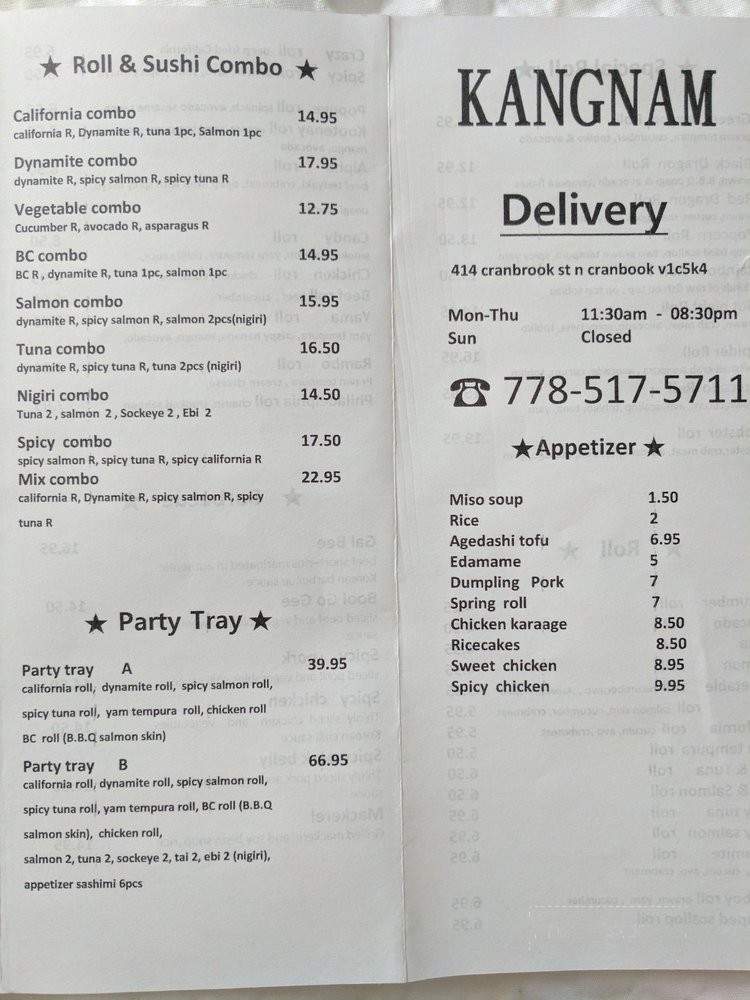 ★ Roll & Sushi Combo ★
California combo 14.95
california R, Dynamite R, tuna 1pc, Salmon 1pc
Dynamite combo 17.95
dynamite R, spicy salmon R, spicy tuna R
Vegetable combo 12.75
Cucumber R, avocado R, asparagus R
BC combo 14.95
BC R , dynamite R, tuna 1pc, salmon 1pc
Salmon combo 15.95
dynamite R, spicy salmon R, salmon 2pcs(nigiri)
Tuna combo 16.50
dynamite R, spicy tuna R, tuna 2pcs (nigiri)
Nigiri combo 14.50
Tuna 2 , salmon 2 , Sockeye 2 , Ebi 2
Spicy combo 17.50
spicy salmon R, spicy tuna R, spicy california R
Mix combo 22.95
california R, Dynamite R, spicy salmon R, spicy
tuna R
★ Party Tray ★
Party tray A 39.95
california roll, dynamite roll, spicy salmon roll,
spicy tuna roll, yam tempura roll, chicken roll
BC roll (B.B.Q salmon skin)
Party tray B 66.95
california roll, dynamite roll, spicy salmon roll,
spicy tuna roll, yam tempura roll, BC roll (B.B.Q
salmon skin), chicken roll,
salmon 2, tuna 2, sockeye 2, tai 2, ebi 2 (nigiri),
appetizer sashimi 6pcs
KANGNAM
Delivery
414 cranbrook st n cranbook v1c5k4
Mon-Thu 11:30am - 08:30pm
Sun Closed
☎ 778-517-5711
★Appetizer ★
Miso soup 1.50
Rice 2
Agedashi tofu 6.95
Edamame 5
Dumpling Pork 7
Spring roll 7
Chicken karaage 8.50
Ricecakes 8.50
Sweet chicken 8.95
Spicy chicken 9.95